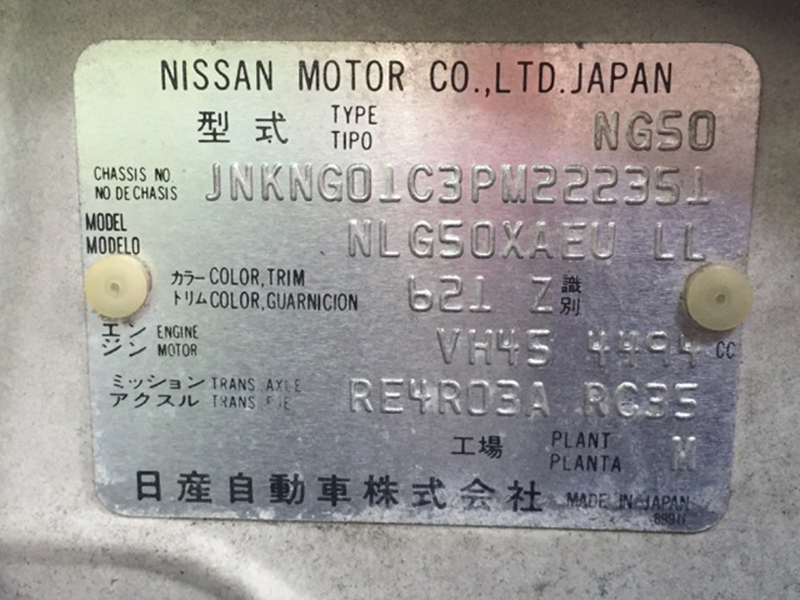 NISSAN MOTOR CO.,LTD.JAPAN
型式 TYPE TIPO NG50
CHASSIS NO NO DE CHASIS JNKNG01C3PM222351
MODEL MODELO NLG50XAEU LL
カラー COLOR,TRIM
トリム COLOR,GUARNICION 621 Z 識別
エンジン ENGINE MOTOR VH45 4494 CC
ミッション TRANS AXLE
アクスル TRANS EJE RE4R03A RC35
工場 PLANT PLANTA M
日産自動車株式会社 MADE IN JAPAN